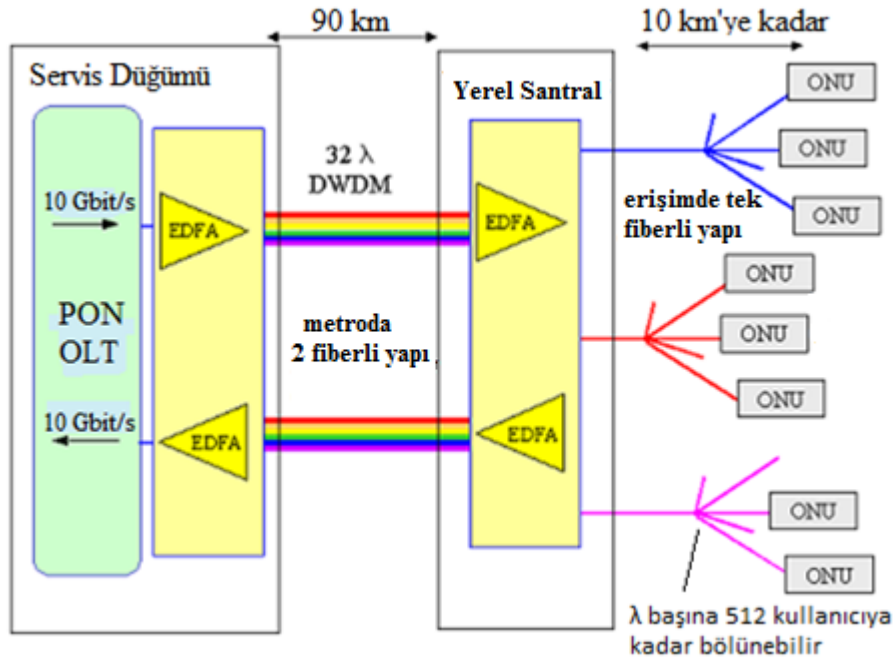 90 km
10 km'ye kadar
Servis Düğümü
Yerel Santral
32 λ
DWDM
10 Gbit/s
EDFA
EDFA
PON
OLT
metroda
2 fiberli yapı
10 Gbit/s
EDFA
EDFA
erişimde tek
fiberli yapı
ONU
ONU
ONU
ONU
ONU
ONU
ONU
ONU
λ başına 512 kullanıcıya
kadar bölünebilir